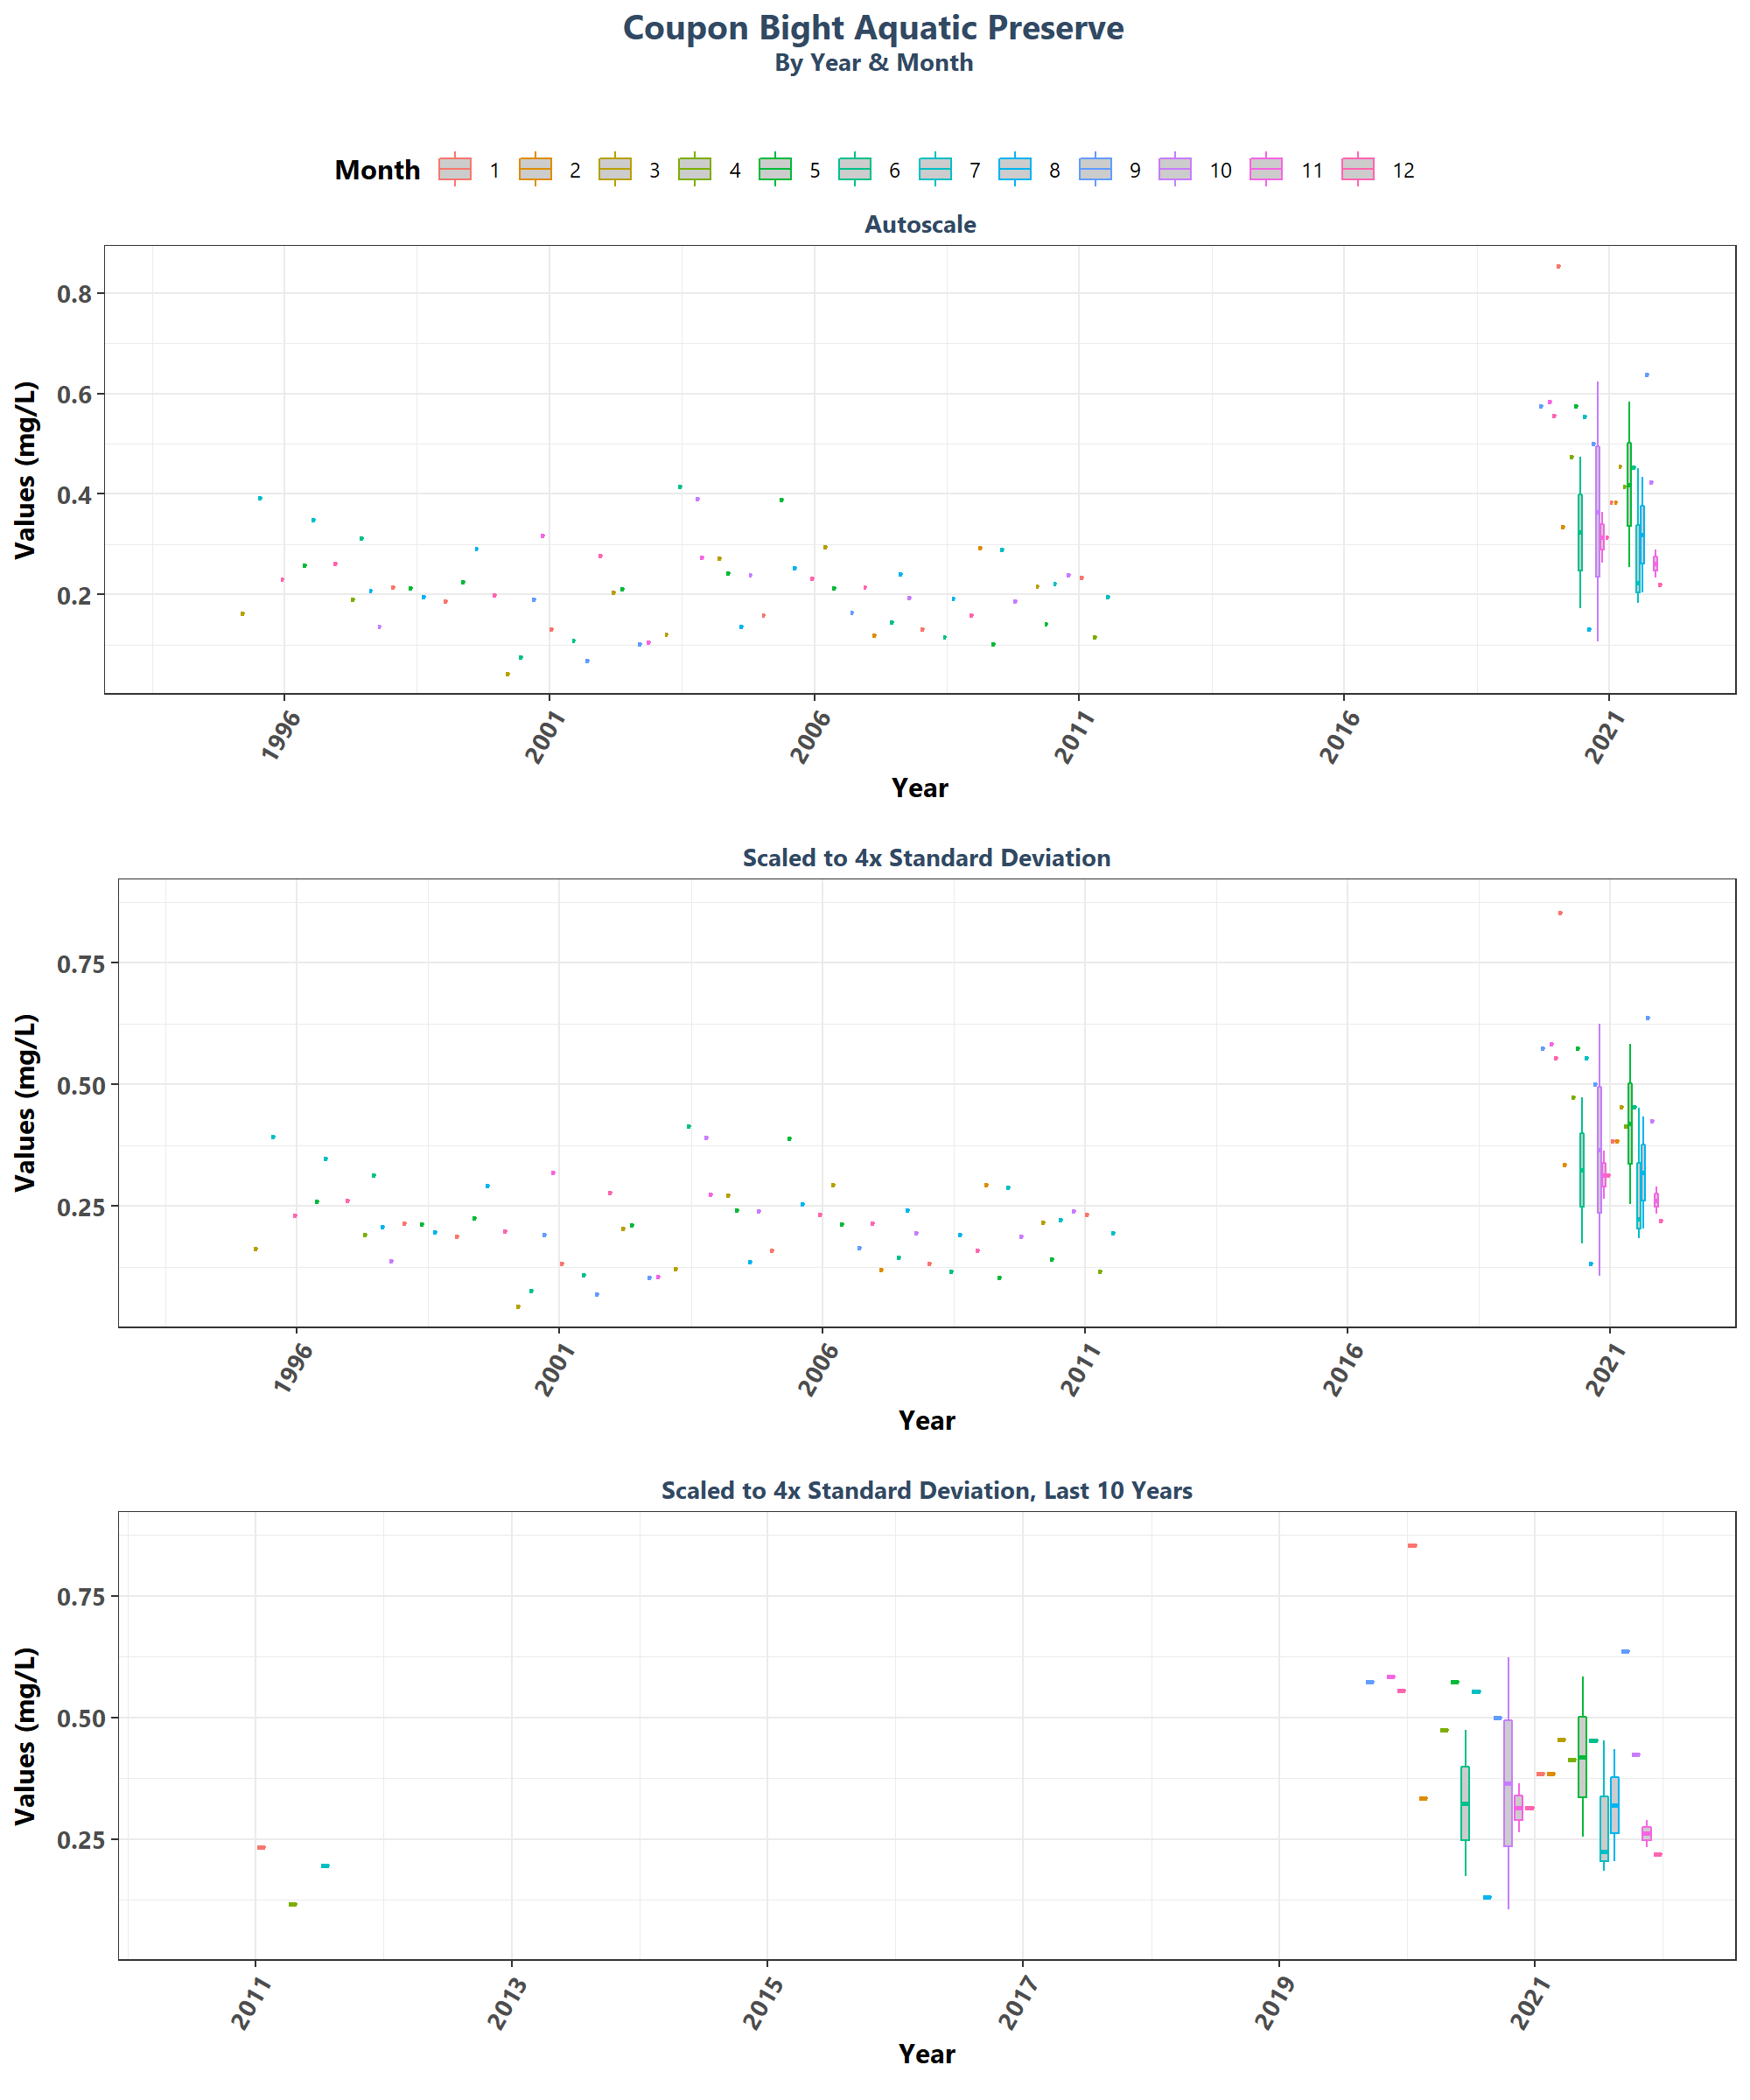 Coupon Bight Aquatic Preserve
By Year & Month
Month 1 2 3 4 5 6 7 8 9 10 11 12
Autoscale
Values (mg/L)
0.8
0.6
0.4
0.2
1996 2001 2006 2011 2016 2021
Year
Scaled to 4x Standard Deviation
Values (mg/L)
0.75
0.50
0.25
1996 2001 2006 2011 2016 2021
Year
Scaled to 4x Standard Deviation, Last 10 Years
Values (mg/L)
0.75
0.50
0.25
2011 2013 2015 2017 2019 2021
Year